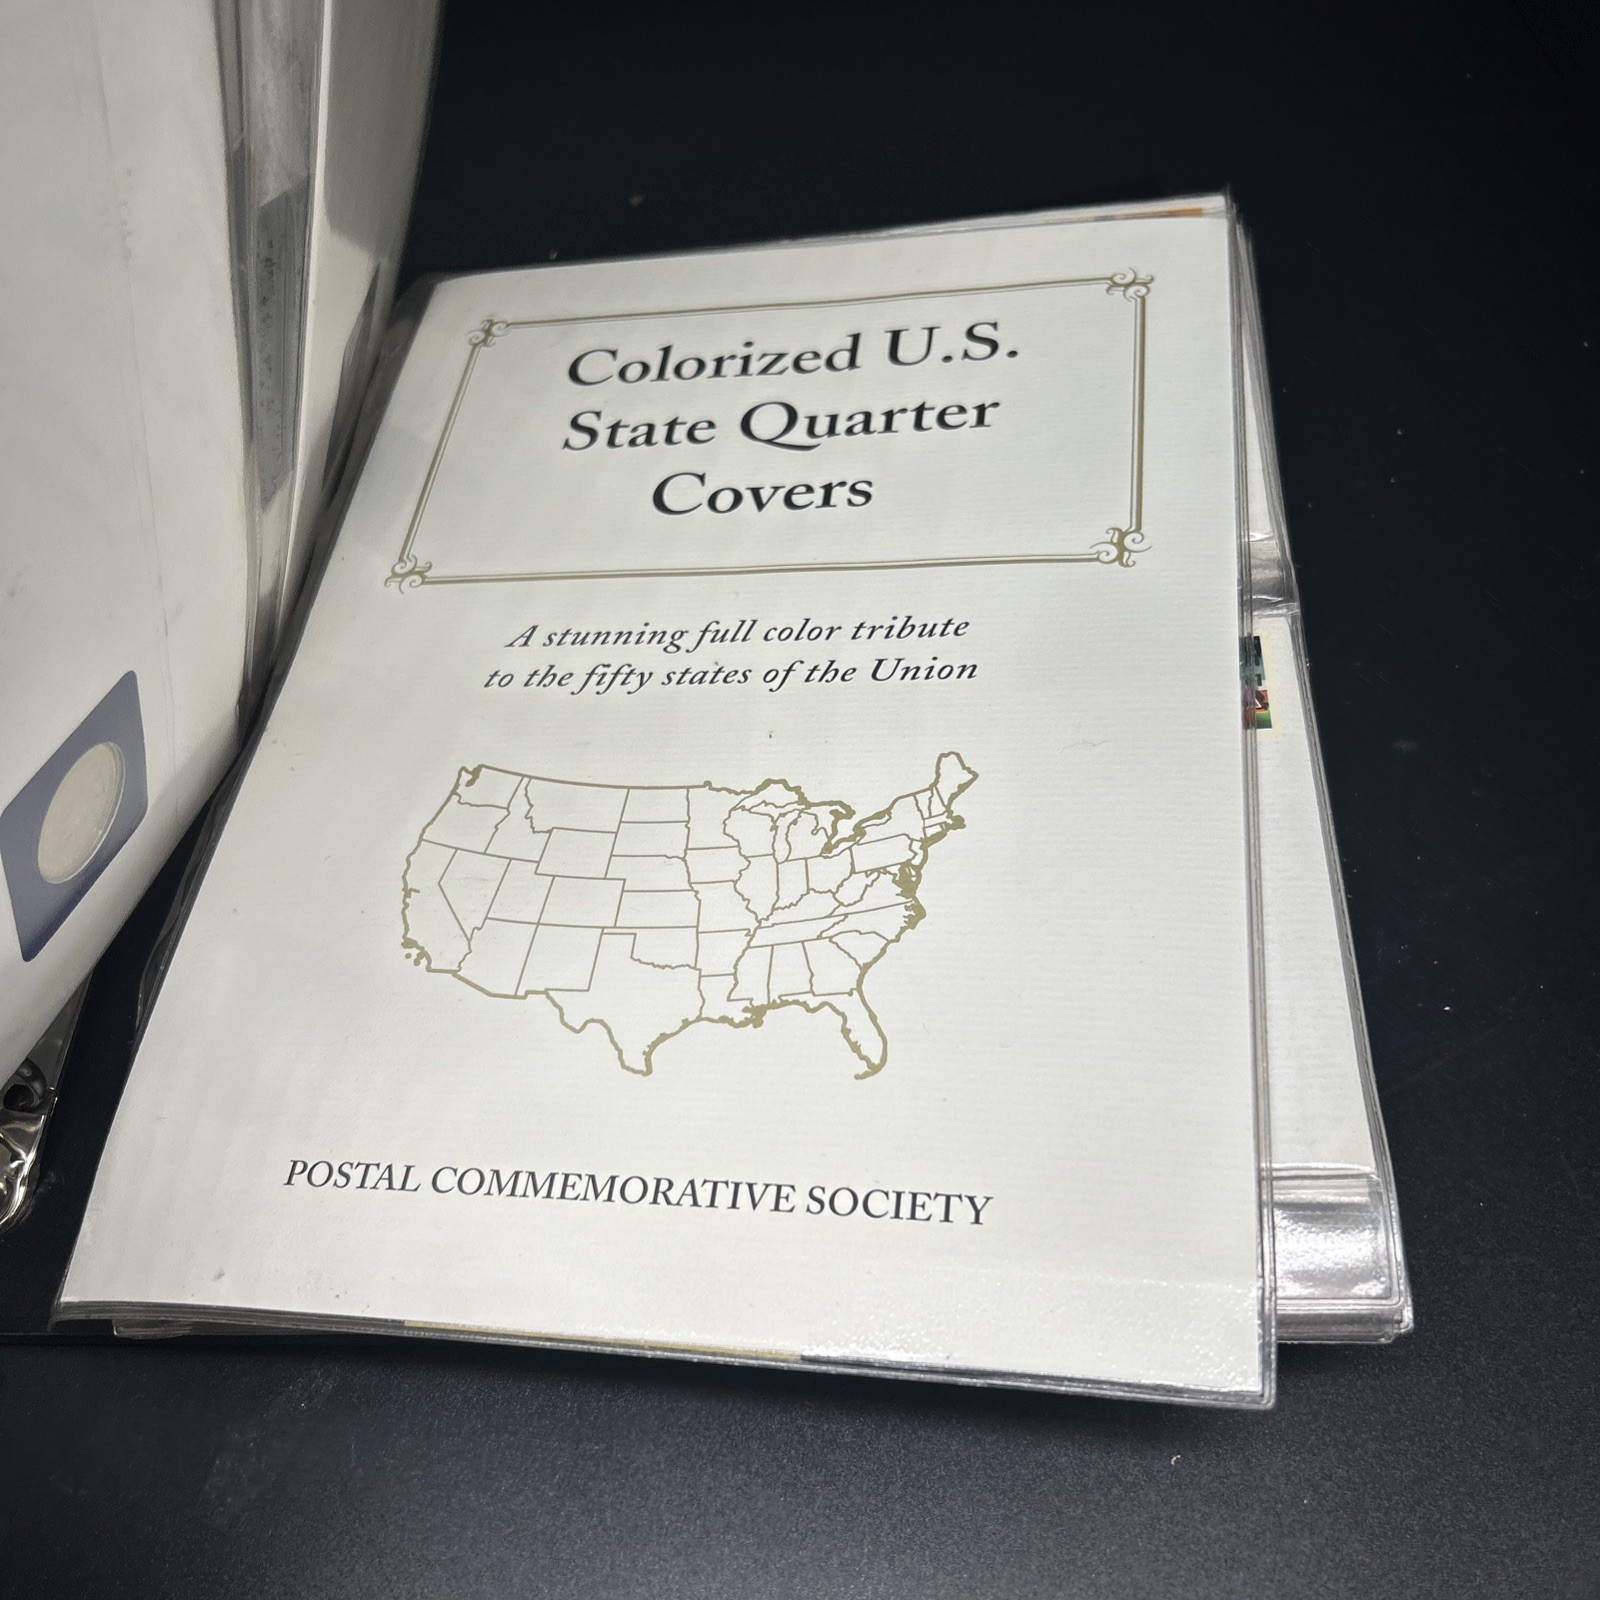 Colorized U.S.
State Quarter
Covers
A stunning full color tribute
to the fifty states of the Union
POSTAL COMMEMORATIVE SOCIETY